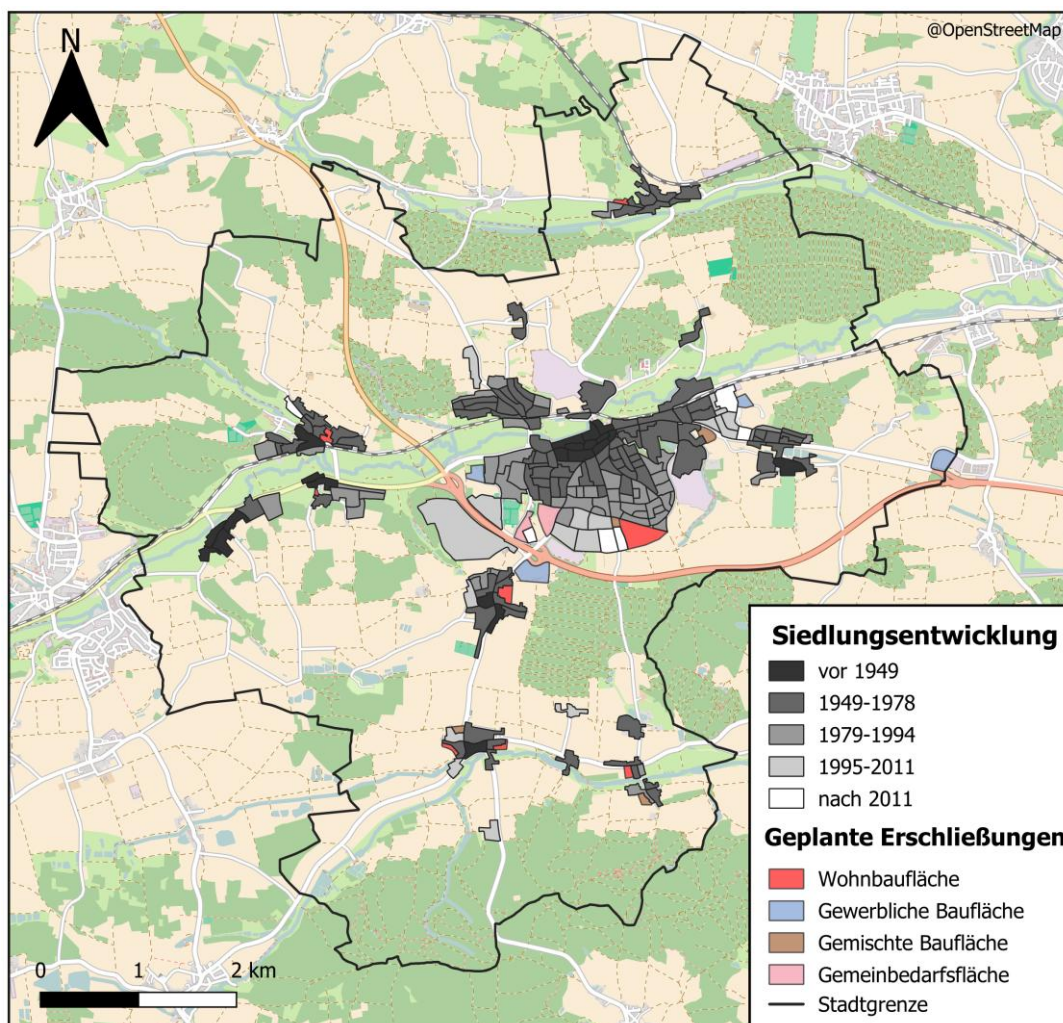 @OpenStreetMap
N
Siedlungsentwicklung
vor 1949
1949-1978
1979-1994
1995-2011
nach 2011
Geplante Erschließungen
Wohnbaufläche
Gewerbliche Baufläche
Gemischte Baufläche
Gemeinbedarfsfläche
Stadtgrenze
0 1 2 km